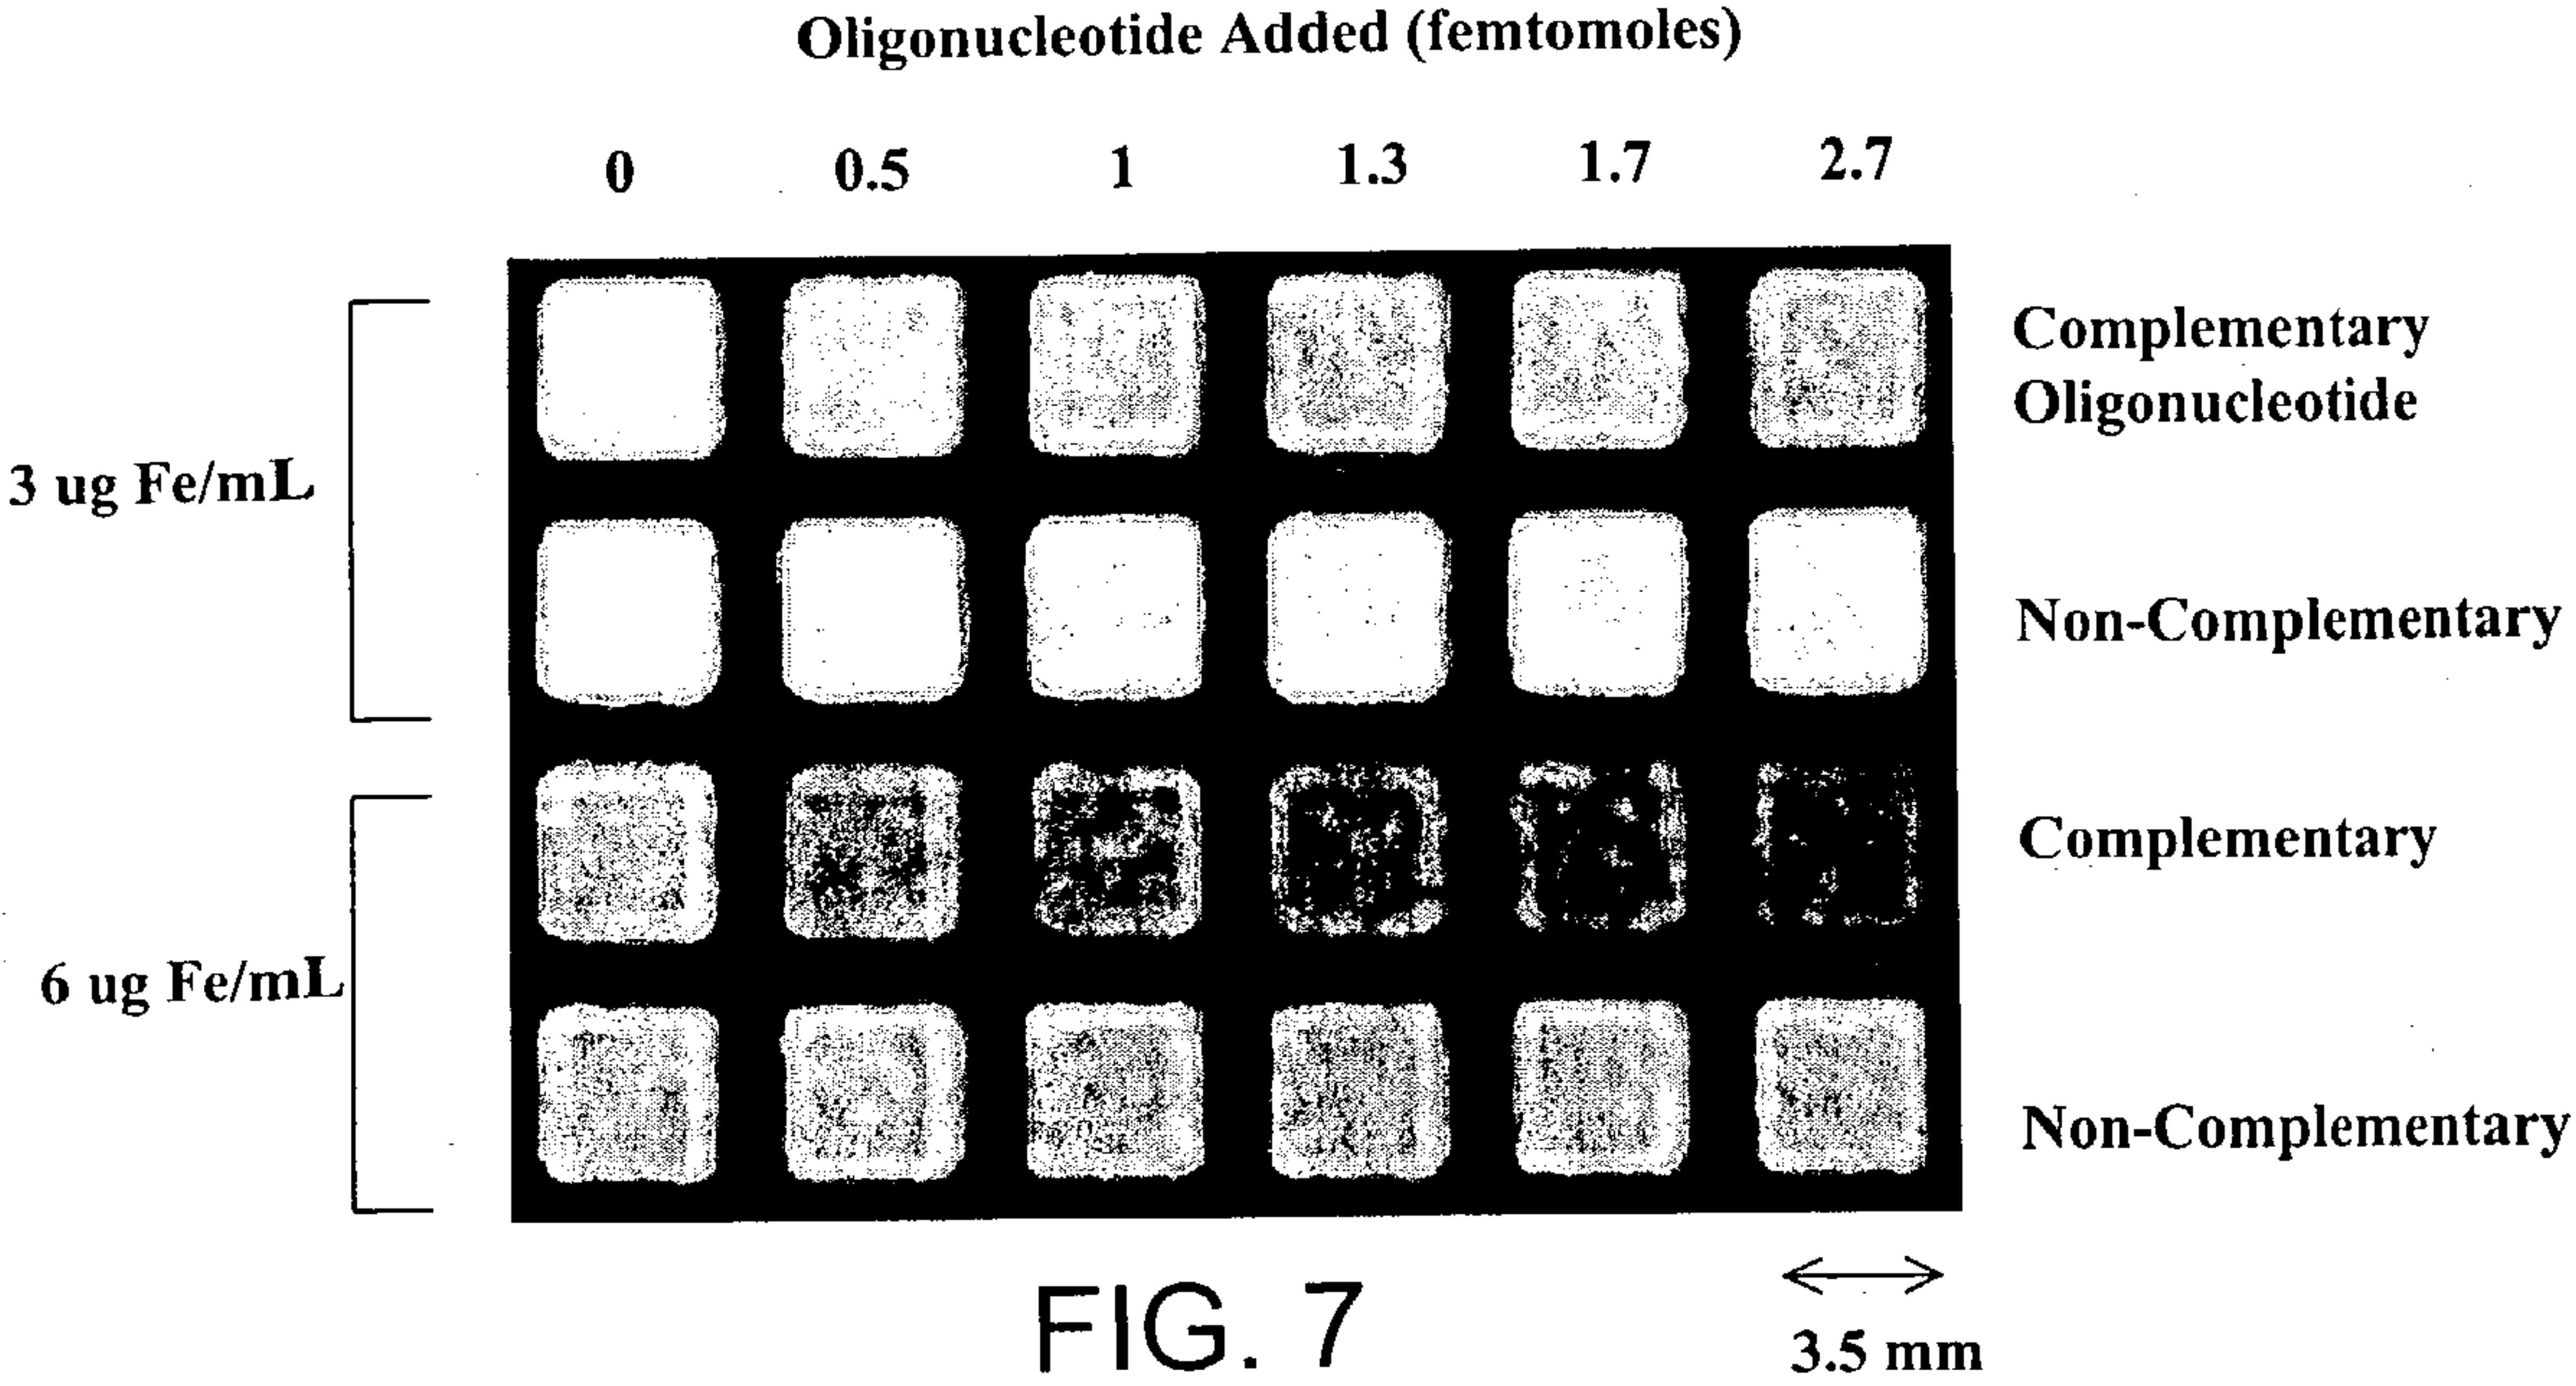 Oligonucleotide Added (femtomoles)
0 0.5 1 1.3 1.7 2.7
Complementary
Oligonucleotide
3 ug Fe/mL
Non-Complementary
Complementary
6 ug Fe/mL
Non-Complementary
FIG. 7
3.5 mm